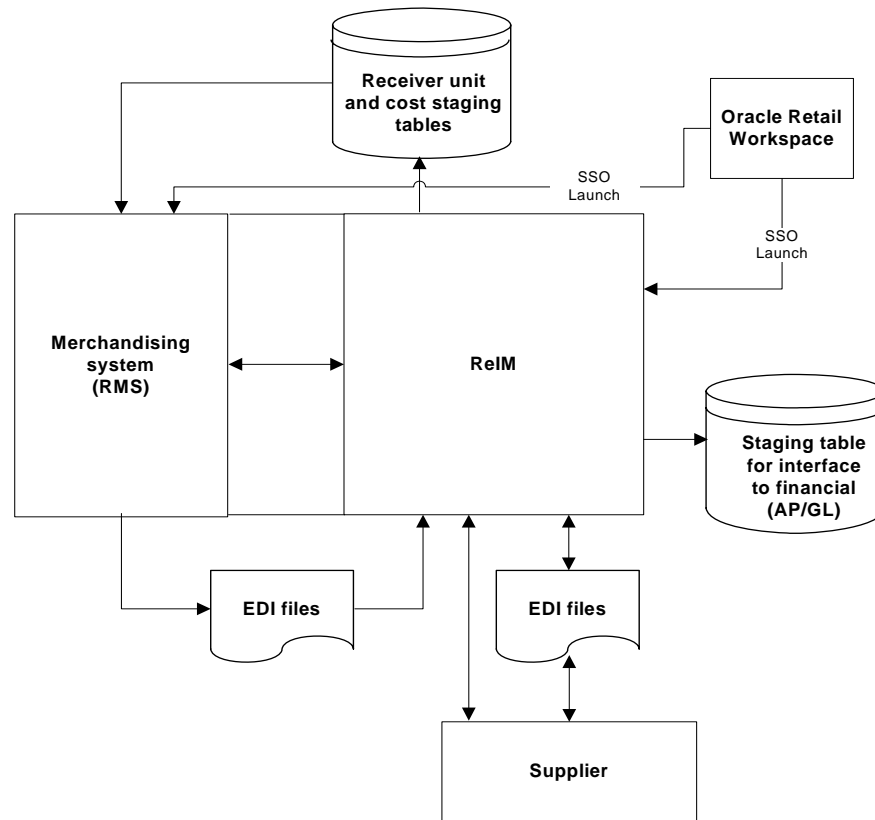 Receiver unit
and cost staging
tables
Oracle Retail
Workspace
SSO
Launch
SSO
Launch
Merchandising
system
(RMS)
ReIM
Staging table
for interface
to financial
(AP/GL)
EDI files
EDI files
Supplier